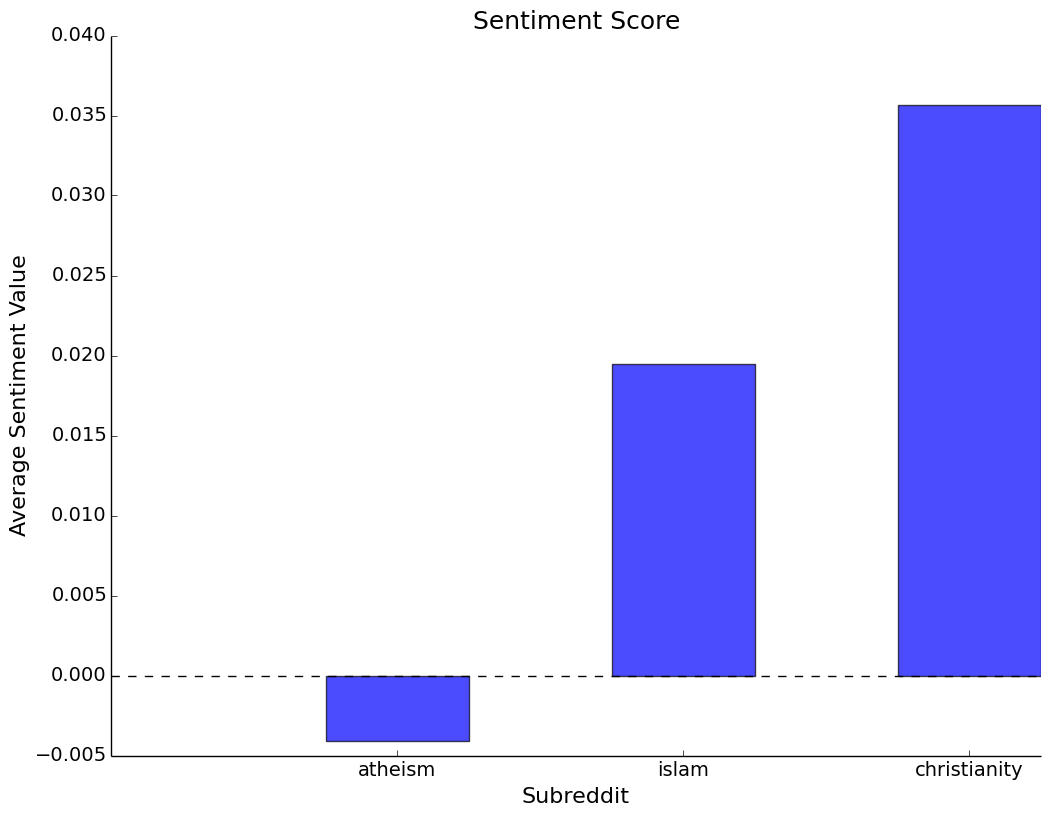 Sentiment Score
0.040
0.035
0.030
0.025
0.020
0.015
0.010
0.005
0.000
−0.005
Average Sentiment Value
atheism
islam
christianity
Subreddit